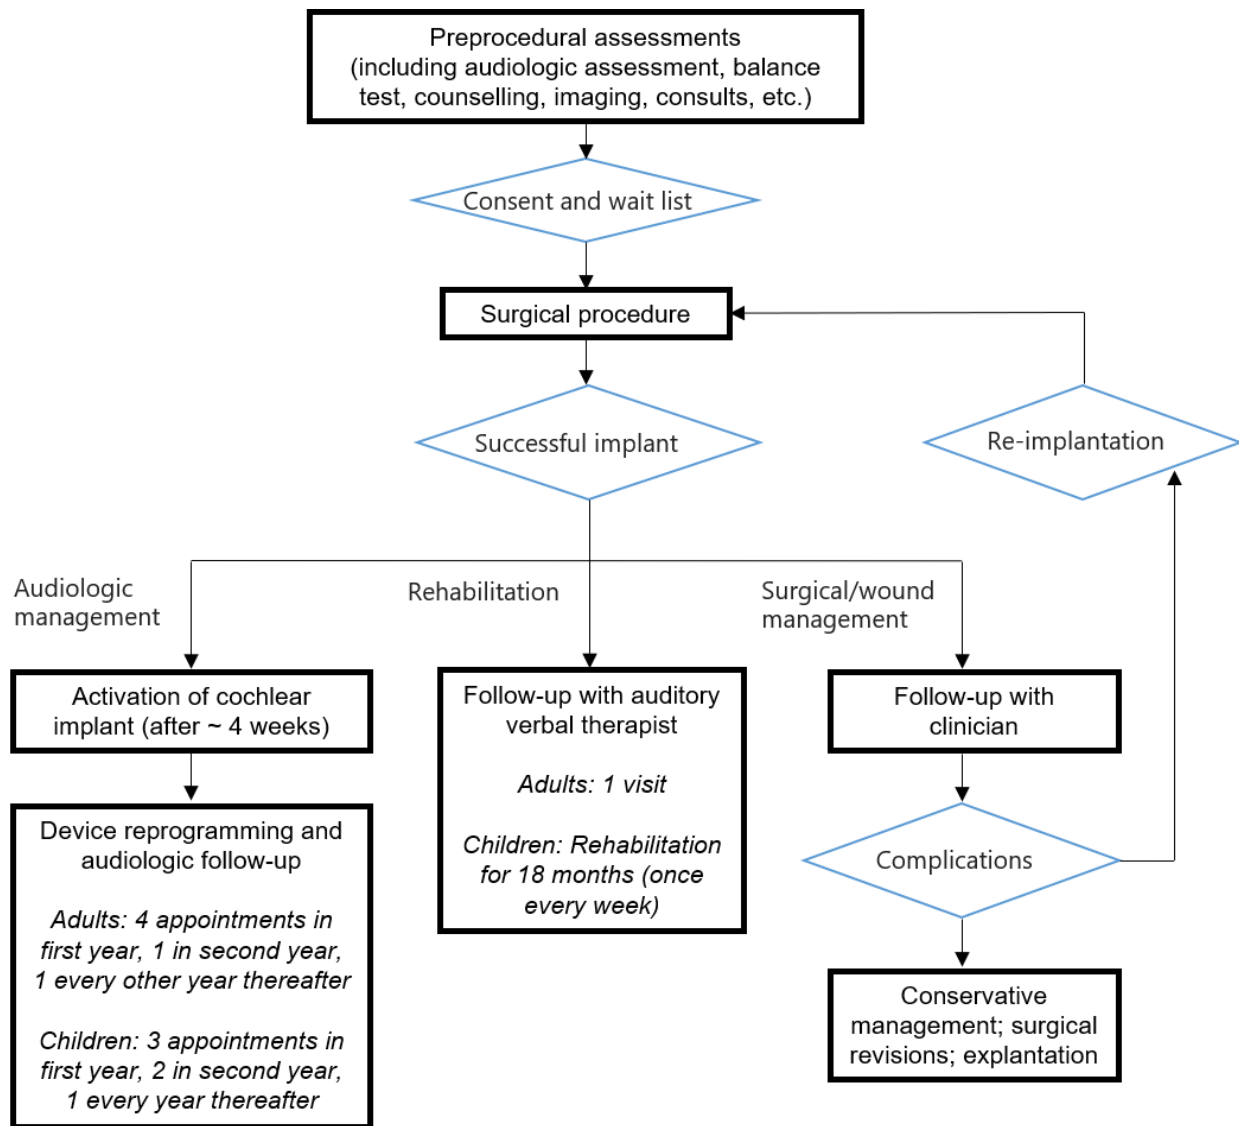 Preprocedural assessments
(including audiologic assessment, balance
test, counselling, imaging, consults, etc.)
Consent and wait list
Surgical procedure
Successful implant
Re-implantation
Audiologic
management
Rehabilitation
Surgical/wound
management
Activation of cochlear
implant (after ~ 4 weeks)
Follow-up with auditory
verbal therapist
Adults: 1 visit
Children: Rehabilitation
for 18 months (once
every week)
Follow-up with
clinician
Device reprogramming and
audiologic follow-up
Adults: 4 appointments in
first year, 1 in second year,
1 every other year thereafter
Children: 3 appointments in
first year, 2 in second year,
1 every year thereafter
Complications
Conservative
management; surgical
revisions; explantation